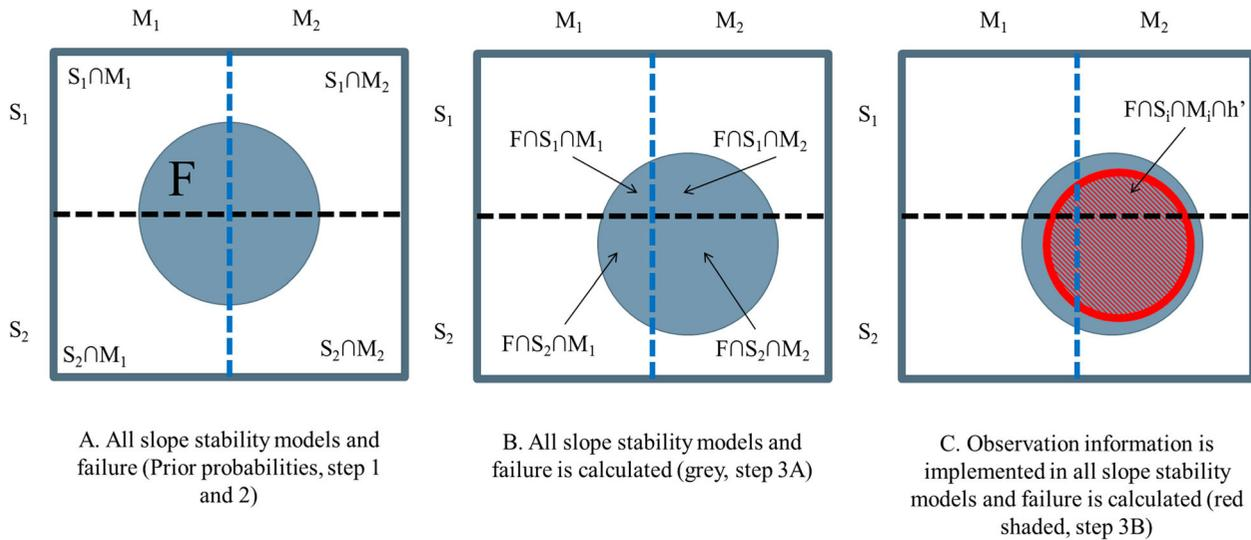 M₁ M₂
S₁
S₂
S₁∩M₁
S₁∩M₂
F
S₂∩M₁
S₂∩M₂
A. All slope stability models and
failure (Prior probabilities, step 1
and 2)
M₁ M₂
S₁
S₂
F∩S₁∩M₁
F∩S₁∩M₂
F∩S₂∩M₁
F∩S₂∩M₂
B. All slope stability models and
failure is calculated (grey, step 3A)
M₁ M₂
S₁
S₂
F∩Sᵢ∩Mᵢ∩h’
C. Observation information is
implemented in all slope stability
models and failure is calculated (red
shaded, step 3B)